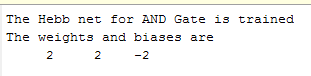 The Hebb net for AND Gate is trained
The weights and biases are
2 2 -2